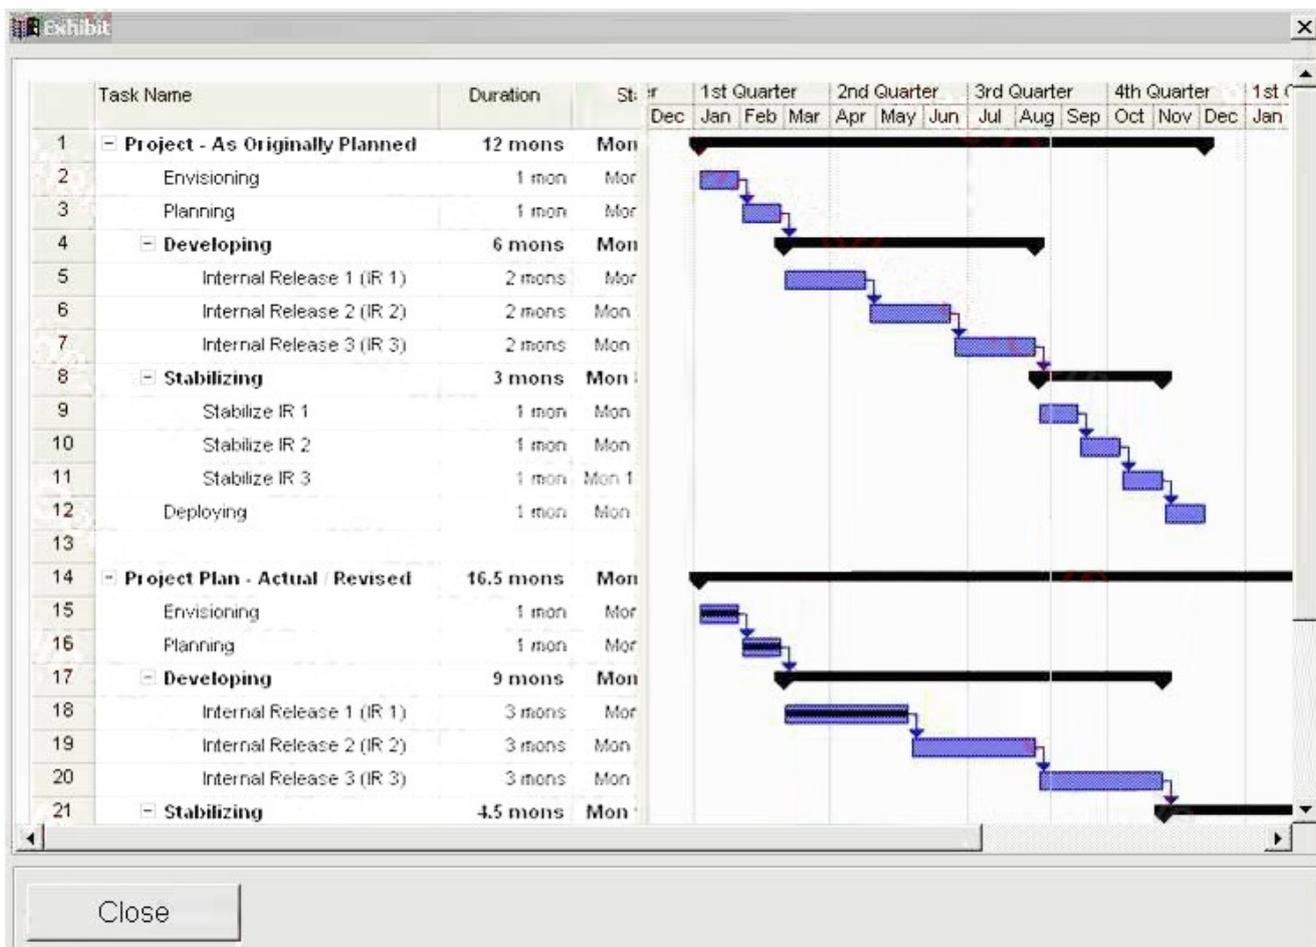 Exhibit
Task Name Duration
1st Quarter 2nd Quarter 3rd Quarter 4th Quarter
Dec Jan Feb Mar Apr May Jun Jul Aug Sep Oct Nov Dec Jan
1 Project - As Originally Planned 12 mons Mon
2 Envisioning 1 mon
3 Planning 1 mon
4 Developing 6 mons Mon
5 Internal Release 1 (IR 1) 2 mons
6 Internal Release 2 (IR 2) 2 mons Mon
7 Internal Release 3 (IR 3) 2 mons Mon
8 Stabilizing 3 mons Mon
9 Stabilize IR 1 1 mon Mon
10 Stabilize IR 2 1 mon Mon
11 Stabilize IR 3 1 mon Mon 1
12 Deploying 1 mon Mon
13
14 Project Plan - Actual / Revised 16.5 mons Mon
15 Envisioning 1 mon
16 Planning 1 mon
17 Developing 9 mons Mon
18 Internal Release 1 (IR 1) 3 mons
19 Internal Release 2 (IR 2) 3 mons Mon
20 Internal Release 3 (IR 3) 3 mons Mon
21 Stabilizing 4.5 mons Mon
Close